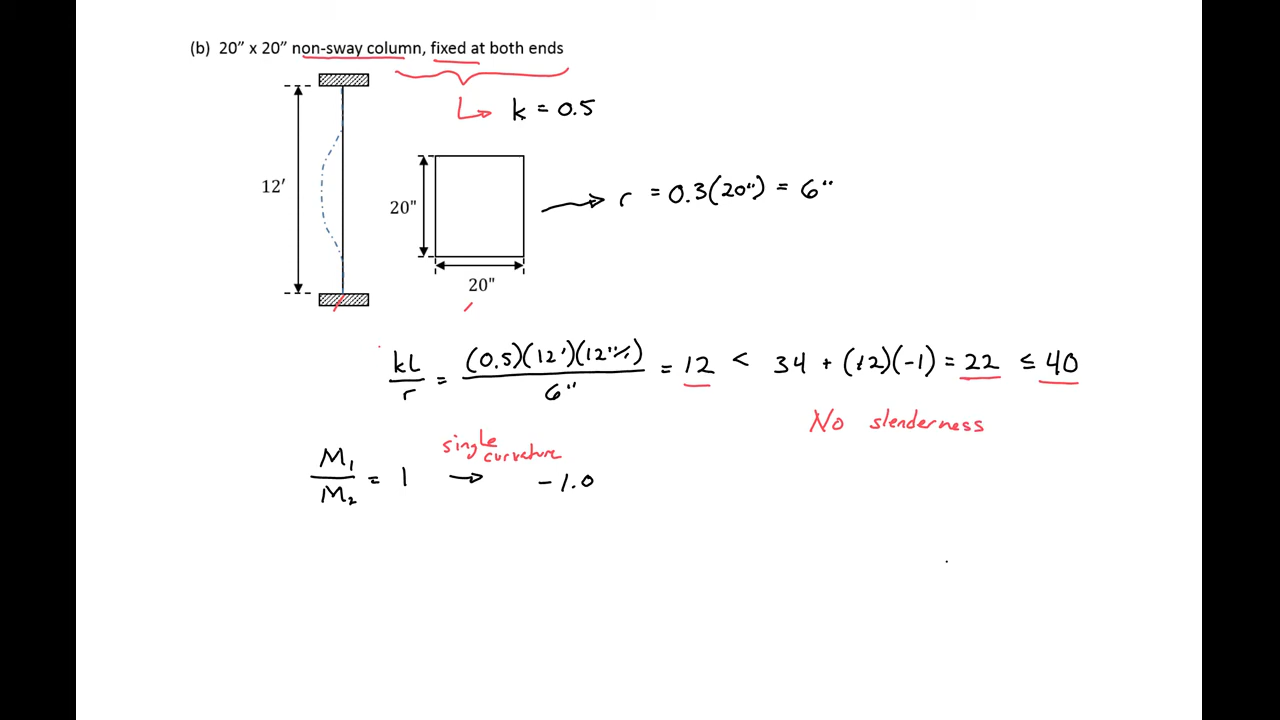 (b) 20” x 20” non-sway column, fixed at both ends
k = 0.5
12′
20"
r = 0.3(20") = 6"
20"
kL/r = (0.5)(12')(12"/')/6" = 12 < 34 + (12)(-1) = 22 ≤ 40
No slenderness
single curvature
M₁/M₂ = 1 → -1.0